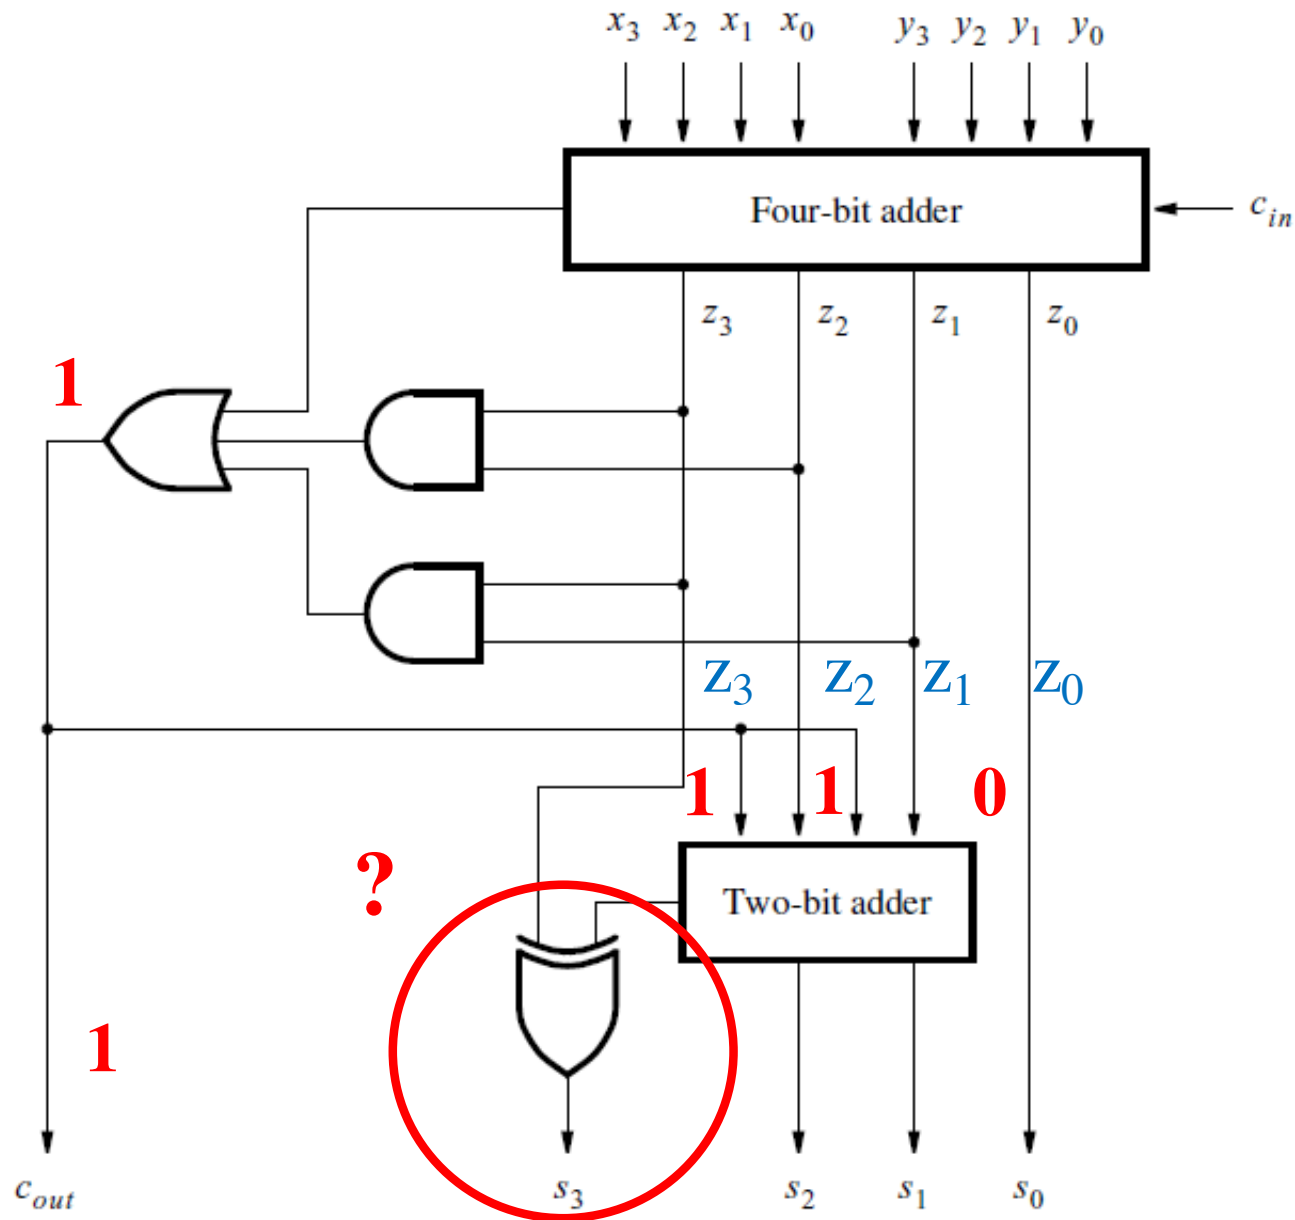 x3 x2 x1 x0 y3 y2 y1 y0
Four-bit adder
cin
z3 z2 z1 z0
1
Z3 Z2 Z1 Z0
1 1 0
?
Two-bit adder
1
cout s3 s2 s1 s0